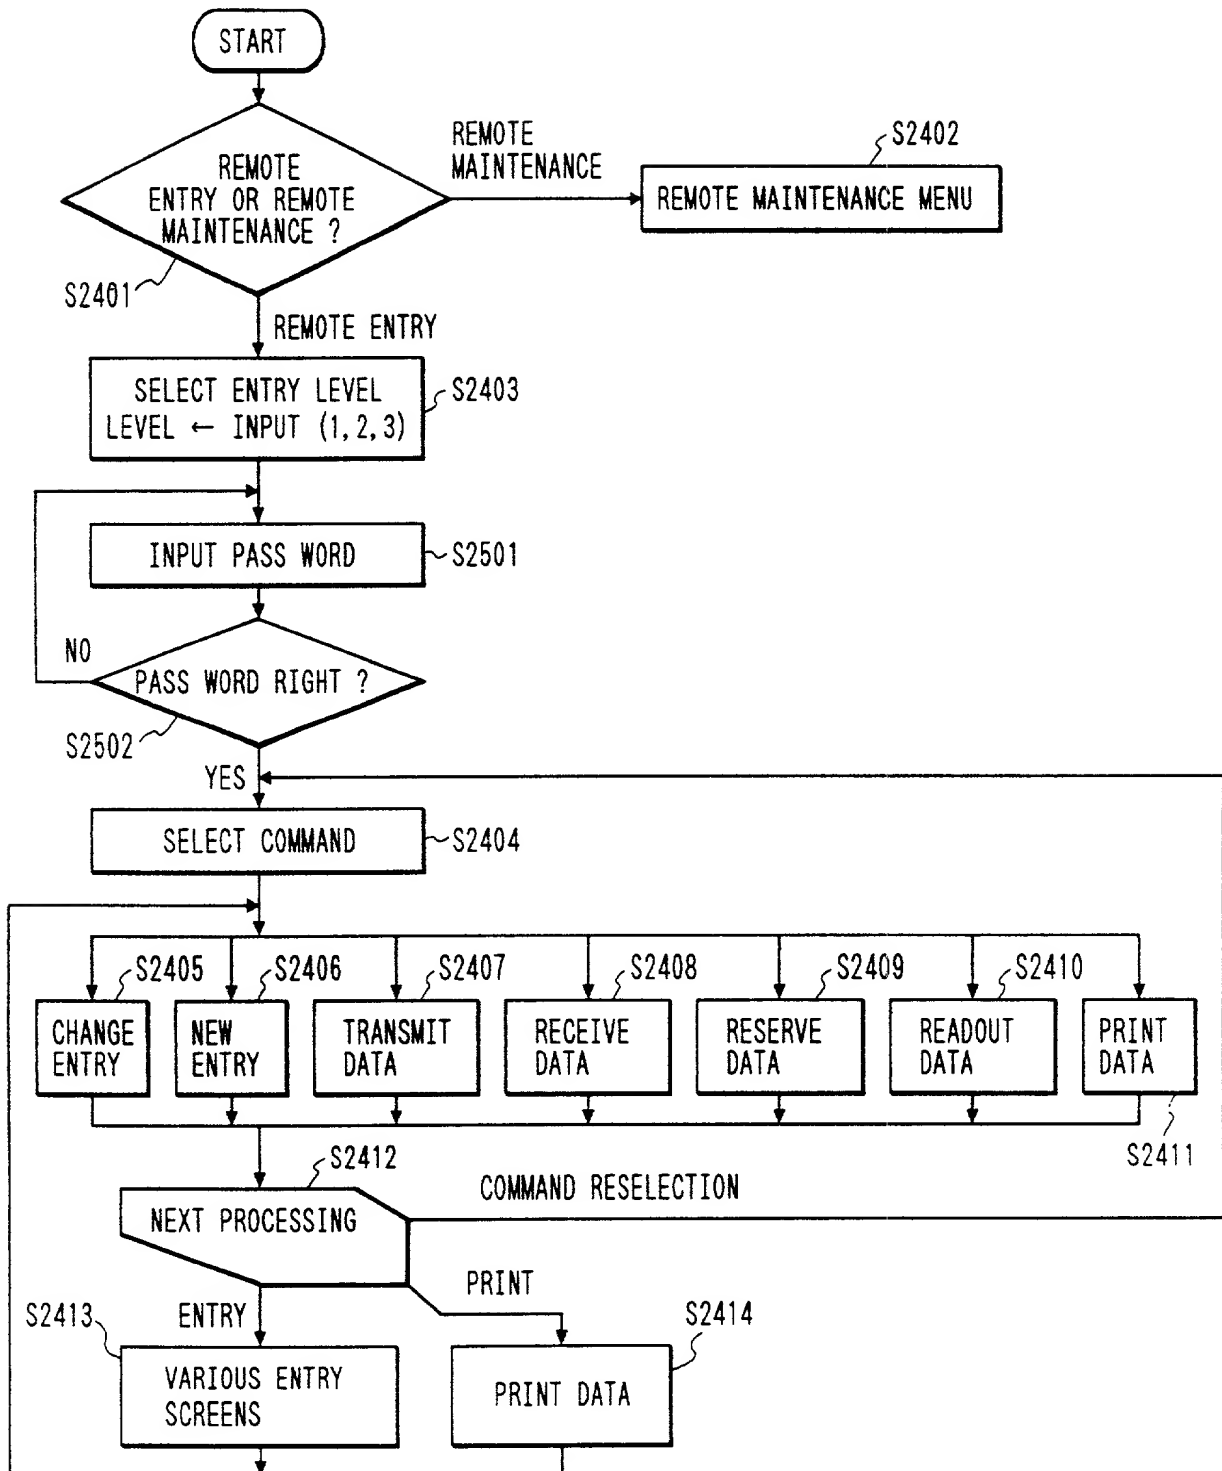 START
REMOTE
ENTRY OR REMOTE
MAINTENANCE ?
S2401
REMOTE
MAINTENANCE
S2402
REMOTE MAINTENANCE MENU
REMOTE ENTRY
SELECT ENTRY LEVEL
LEVEL ← INPUT (1, 2, 3)
S2403
INPUT PASS WORD
S2501
NO
PASS WORD RIGHT ?
S2502
YES
SELECT COMMAND
S2404
S2405
S2406
S2407
S2408
S2409
S2410
CHANGE
ENTRY
NEW
ENTRY
TRANSMIT
DATA
RECEIVE
DATA
RESERVE
DATA
READOUT
DATA
PRINT
DATA
S2411
S2412
NEXT PROCESSING
COMMAND RESELECTION
PRINT
ENTRY
S2413
S2414
VARIOUS ENTRY
SCREENS
PRINT DATA